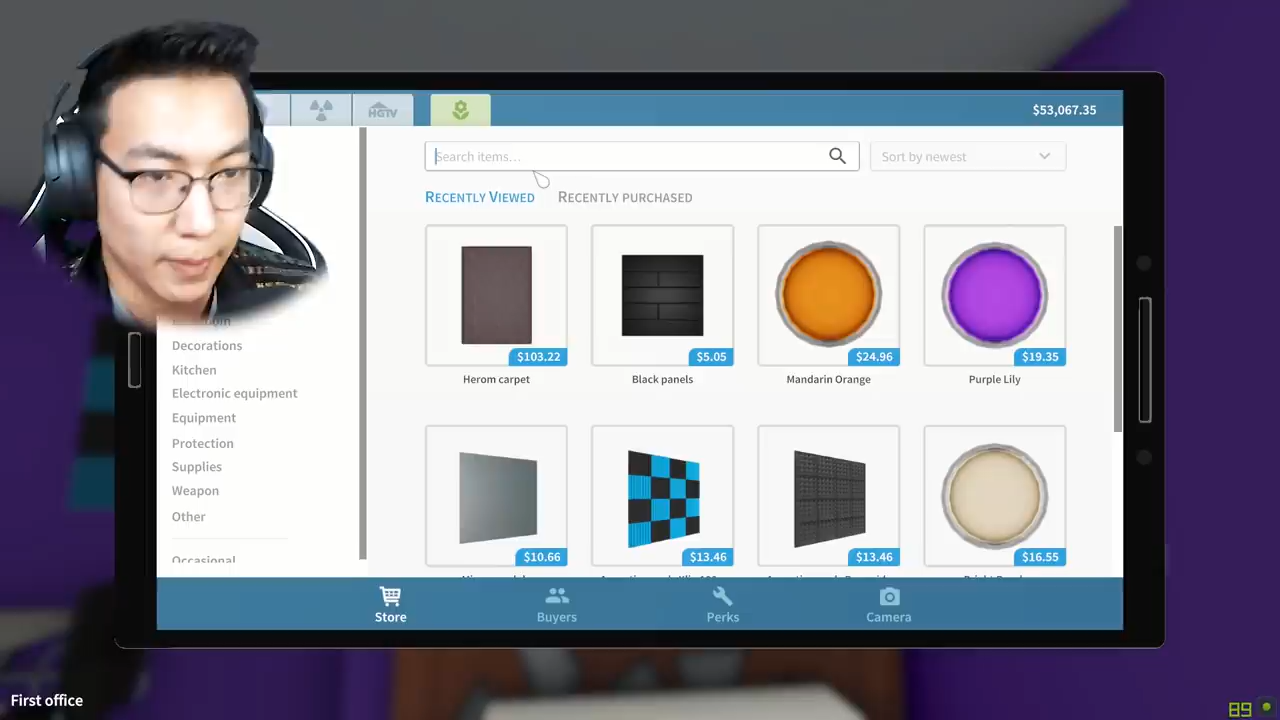 HGTV
$53,067.35
Search items...
Sort by newest
RECENTLY VIEWED
RECENTLY PURCHASED
$103.22
$5.05
$24.96
$19.35
Herom carpet
Black panels
Mandarin Orange
Purple Lily
Decorations
Kitchen
Electronic equipment
Equipment
Protection
Supplies
Weapon
Other
Occasional
$10.66
$13.46
$13.46
$16.55
Store
Buyers
Perks
Camera
First office
89